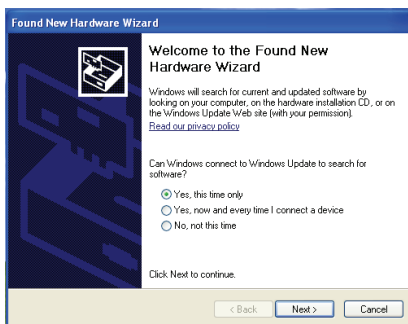 Found New Hardware Wizard
Welcome to the Found New
Hardware Wizard
Windows will search for current and updated software by
looking on your computer, on the hardware installation CD, or on
the Windows Update Web site (with your permission).
Read our privacy policy
Can Windows connect to Windows Update to search for
software?
Yes, this time only
Yes, now and every time I connect a device
No, not this time
Click Next to continue.
< Back Next > Cancel